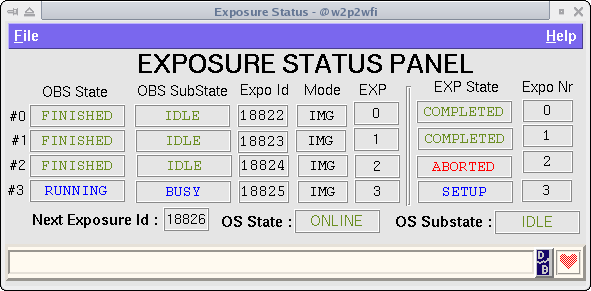 Exposure Status - @w2p2wfi
File Help
EXPOSURE STATUS PANEL
OBS State OBS SubState Expo Id Mode EXP EXP State Expo Nr
#0 FINISHED IDLE 18822 IMG 0 COMPLETED 0
#1 FINISHED IDLE 18823 IMG 1 COMPLETED 1
#2 FINISHED IDLE 18824 IMG 2 ABORTED 2
#3 RUNNING BUSY 18825 IMG 3 SETUP 3
Next Exposure Id : 18826 OS State : ONLINE OS Substate : IDLE
D
B